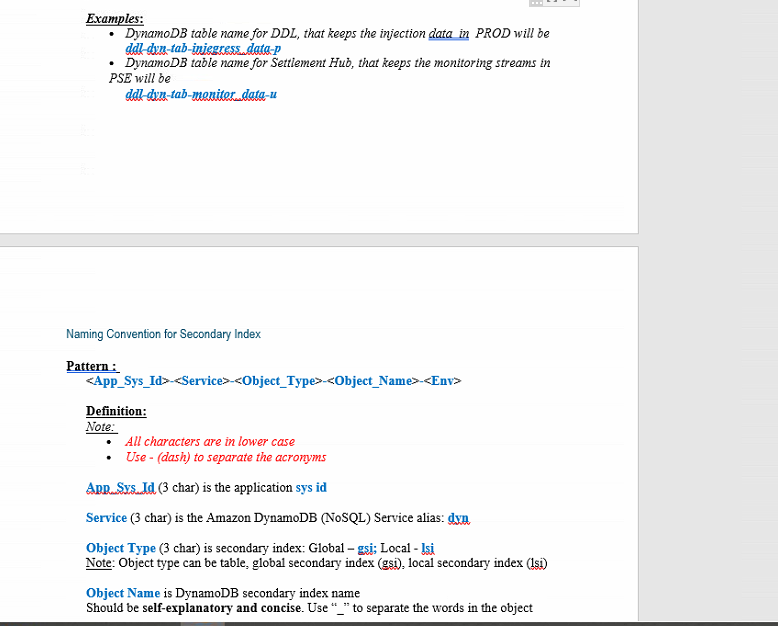 Examples:
• DynamoDB table name for DDL, that keeps the injection data in PROD will be
ddl-dyn-tab-injegress_data-p
• DynamoDB table name for Settlement Hub, that keeps the monitoring streams in
PSE will be
ddl-dyn-tab-monitor_data-u
Naming Convention for Secondary Index
Pattern :
<App_Sys_Id>-<Service>-<Object_Type>-<Object_Name>-<Env>
Definition:
Note:
• All characters are in lower case
• Use - (dash) to separate the acronyms
App_Sys_Id (3 char) is the application sys id
Service (3 char) is the Amazon DynamoDB (NoSQL) Service alias: dyn
Object Type (3 char) is secondary index: Global – gsi; Local - lsi
Note: Object type can be table, global secondary index (gsi), local secondary index (lsi)
Object Name is DynamoDB secondary index name
Should be self-explanatory and concise. Use “_” to separate the words in the object